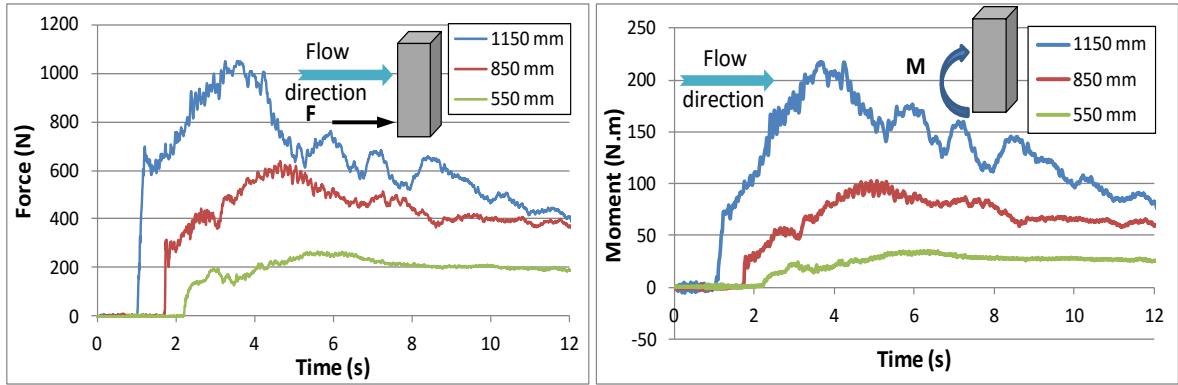 1200
1000
800
600
400
200
0
0 2 4 6 8 10 12
Force (N)
Time (s)
Flow
direction
F
1150 mm
850 mm
550 mm
250
200
150
100
50
0
-50
0 2 4 6 8 10 12
Moment (N.m)
Time (s)
Flow
direction
M
1150 mm
850 mm
550 mm